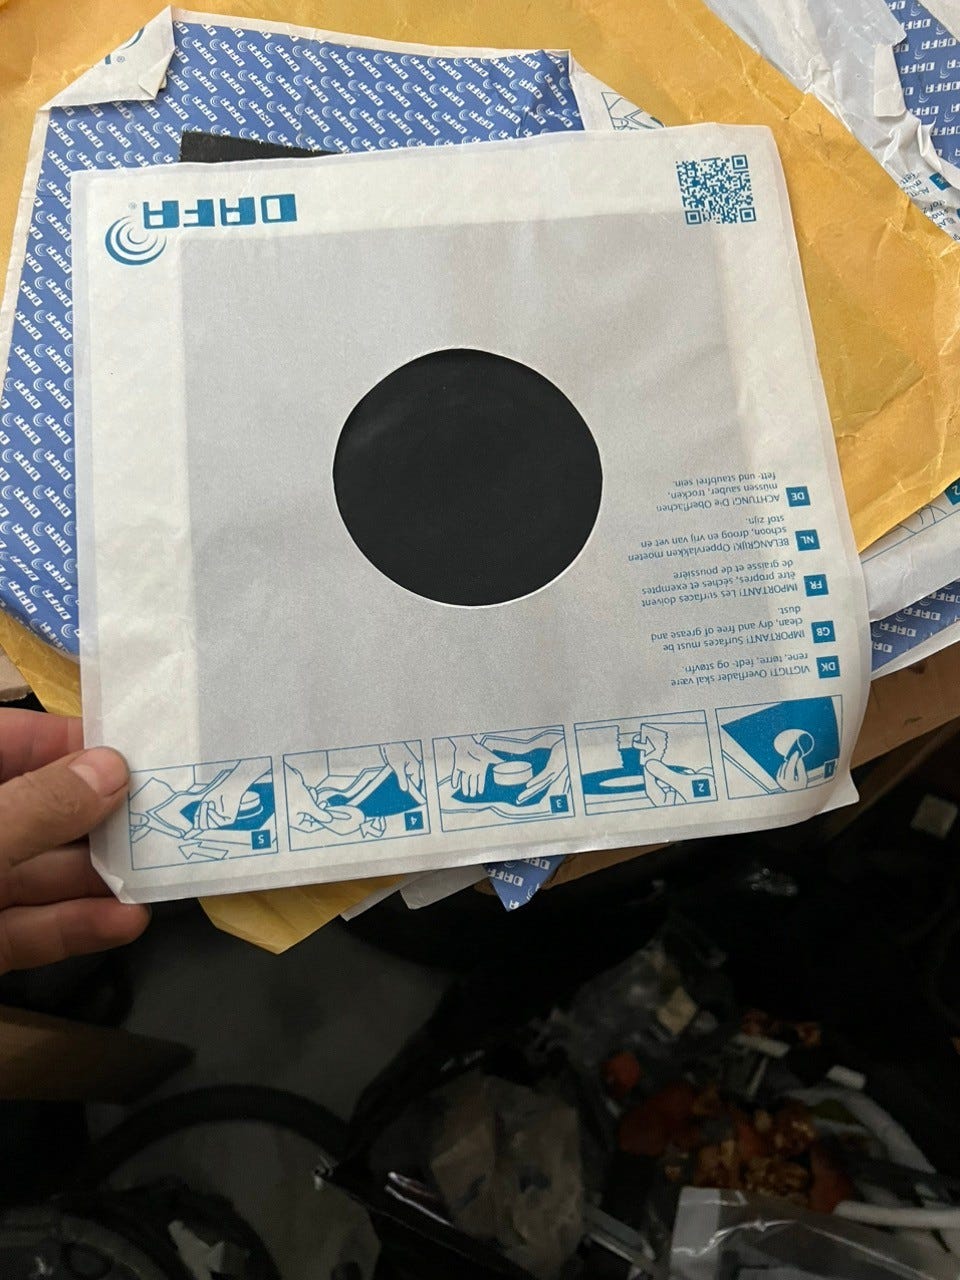 1 2 3 4 5
DK VIGTIGT! Overflader skal være
rene, tørre, fedt- og støvfri.
GB IMPORTANT! Surfaces must be
clean, dry and free of grease and
dust.
FR IMPORTANT! Les surfaces doivent
être propres, sèches et exemptes
de graisse et de poussière
NL BELANGRIJK! Oppervlakken moeten
schoon, droog en vrij van vet en
stof zijn.
DE ACHTUNG! Die Oberflächen
müssen sauber, trocken,
fett- und staubfrei sein.
DAFA®